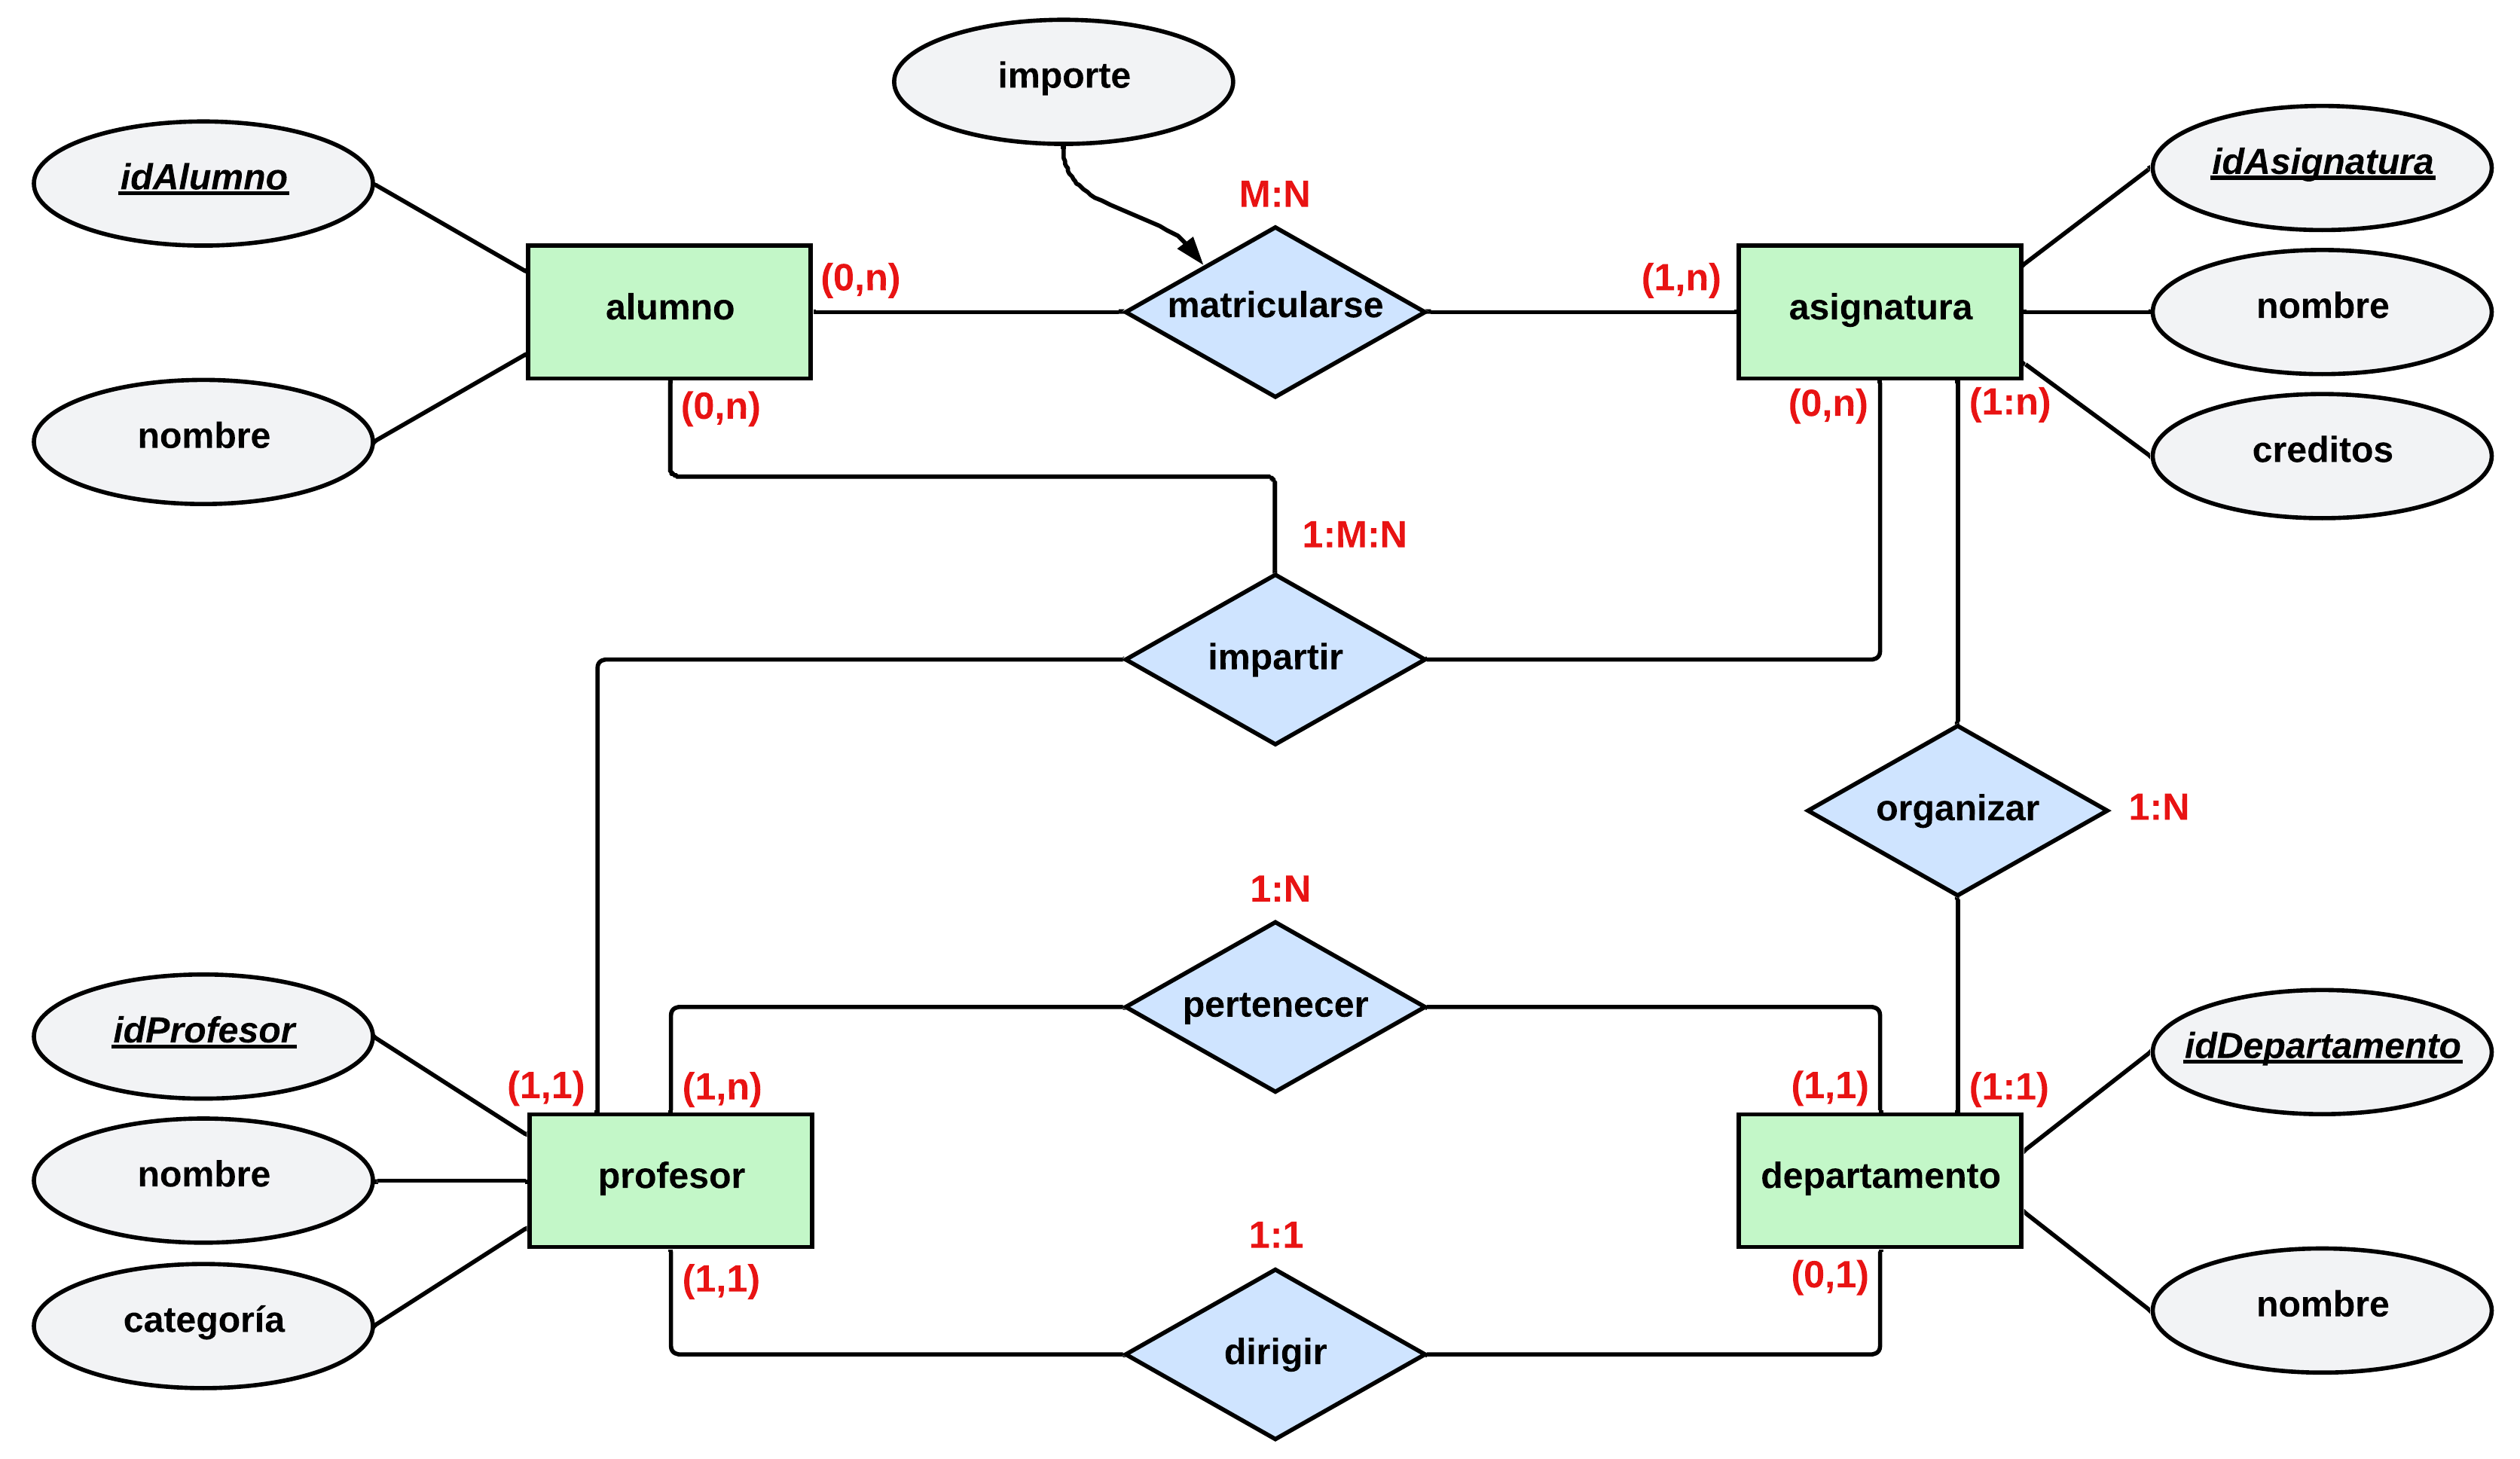 importe
idAlumno
idAsignatura
M:N
(0,n)
(1,n)
alumno
matricularse
asignatura
nombre
(0,n)
(0,n)
(1:n)
nombre
creditos
1:M:N
impartir
organizar
1:N
1:N
pertenecer
idProfesor
idDepartamento
(1,1)
(1,n)
(1,1)
(1:1)
nombre
profesor
departamento
1:1
(1,1)
(0,1)
categoría
nombre
dirigir